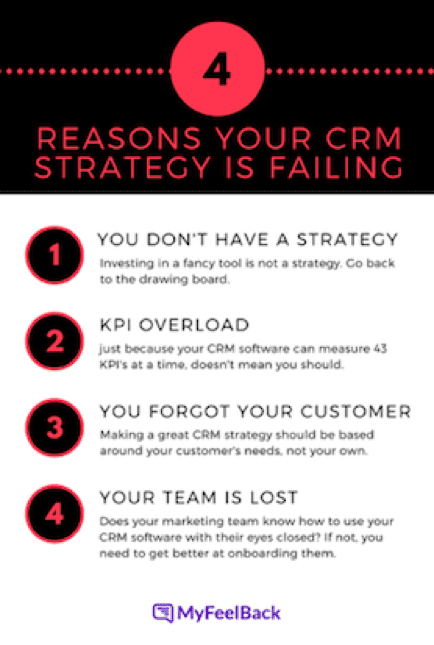 4
REASONS YOUR CRM
STRATEGY IS FAILING
1
YOU DON'T HAVE A STRATEGY
Investing in a fancy tool is not a strategy. Go back
to the drawing board.
2
KPI OVERLOAD
just because your CRM software can measure 43
KPI's at a time, doesn't mean you should.
3
YOU FORGOT YOUR CUSTOMER
Making a great CRM strategy should be based
around your customer's needs, not your own.
4
YOUR TEAM IS LOST
Does your marketing team know how to use your
CRM software with their eyes closed? If not, you
need to get better at onboarding them.
MyFeelBack